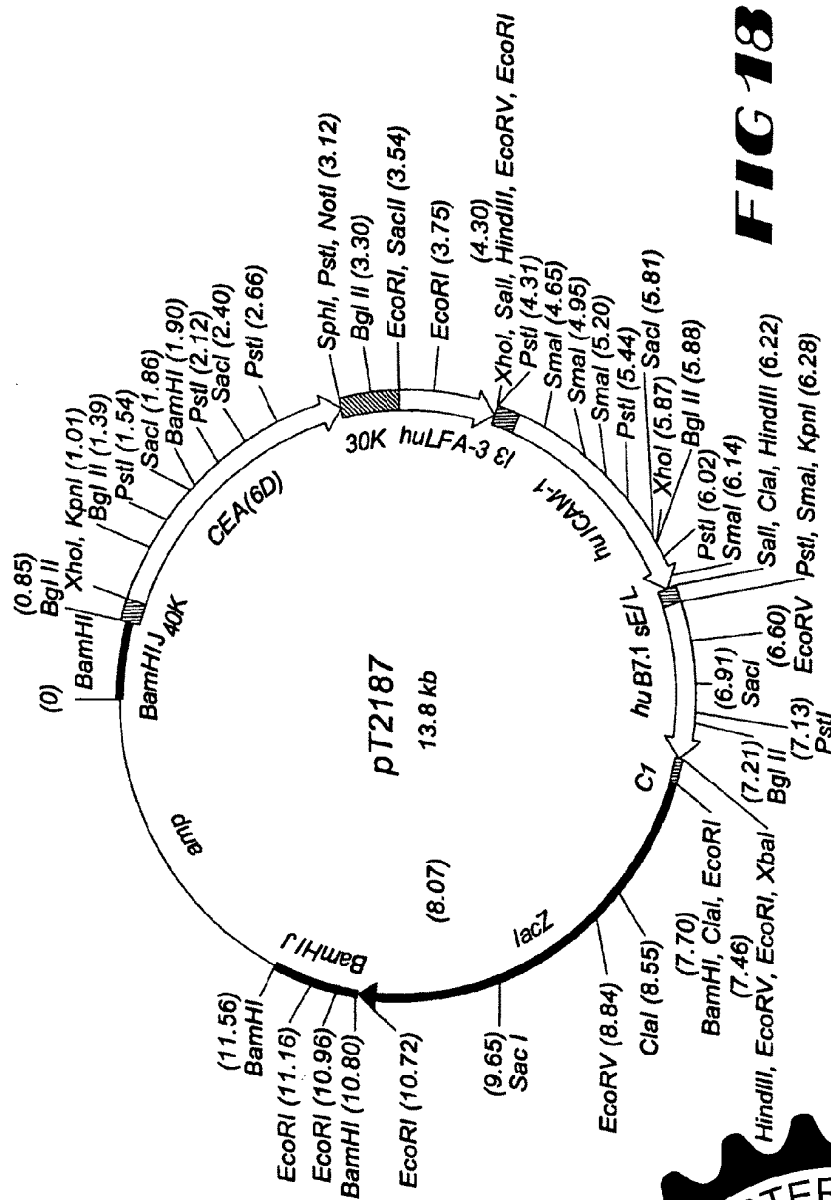 (0)
BamHI
(0.85)
Bgl II
XhoI, KpnI (1.01)
Bgl II (1.39)
PstI (1.54)
SacI (1.86)
BamHI (1.90)
PstI (2.12)
SacI (2.40)
PstI (2.66)
SphI, PstI, NotI (3.12)
Bgl II (3.30)
EcoRI, SacII (3.54)
EcoRI (3.75)
(4.30)
XhoI, SalI, HindIII, EcoRV, EcoRI
PstI (4.31)
SmaI (4.65)
SmaI (4.95)
SmaI (5.20)
PstI (5.44)
SacI (5.81)
XhoI (5.87)
Bgl II (5.88)
PstI (6.02)
SmaI (6.14)
SalI, ClaI, HindIII (6.22)
PstI, SmaI, KpnI (6.28)
(6.60)
EcoRV
(6.91)
SacI
(7.13)
PstI
(7.21)
Bgl II
HindIII, EcoRV, EcoRI, XbaI
(7.46)
BamHI, ClaI, EcoRI
(7.70)
ClaI (8.55)
EcoRV (8.84)
(9.65)
Sac I
EcoRI (10.72)
BamHI (10.80)
EcoRI (10.96)
EcoRI (11.16)
(11.56)
BamHI
BamHI J
40K
CEA(6D)
30K
huLFA-3
I3
huICAM-1
sE/L
huB7.1
C1
lacZ
BamHI J
amp
pT2187
13.8 kb
(8.07)
FIG 18